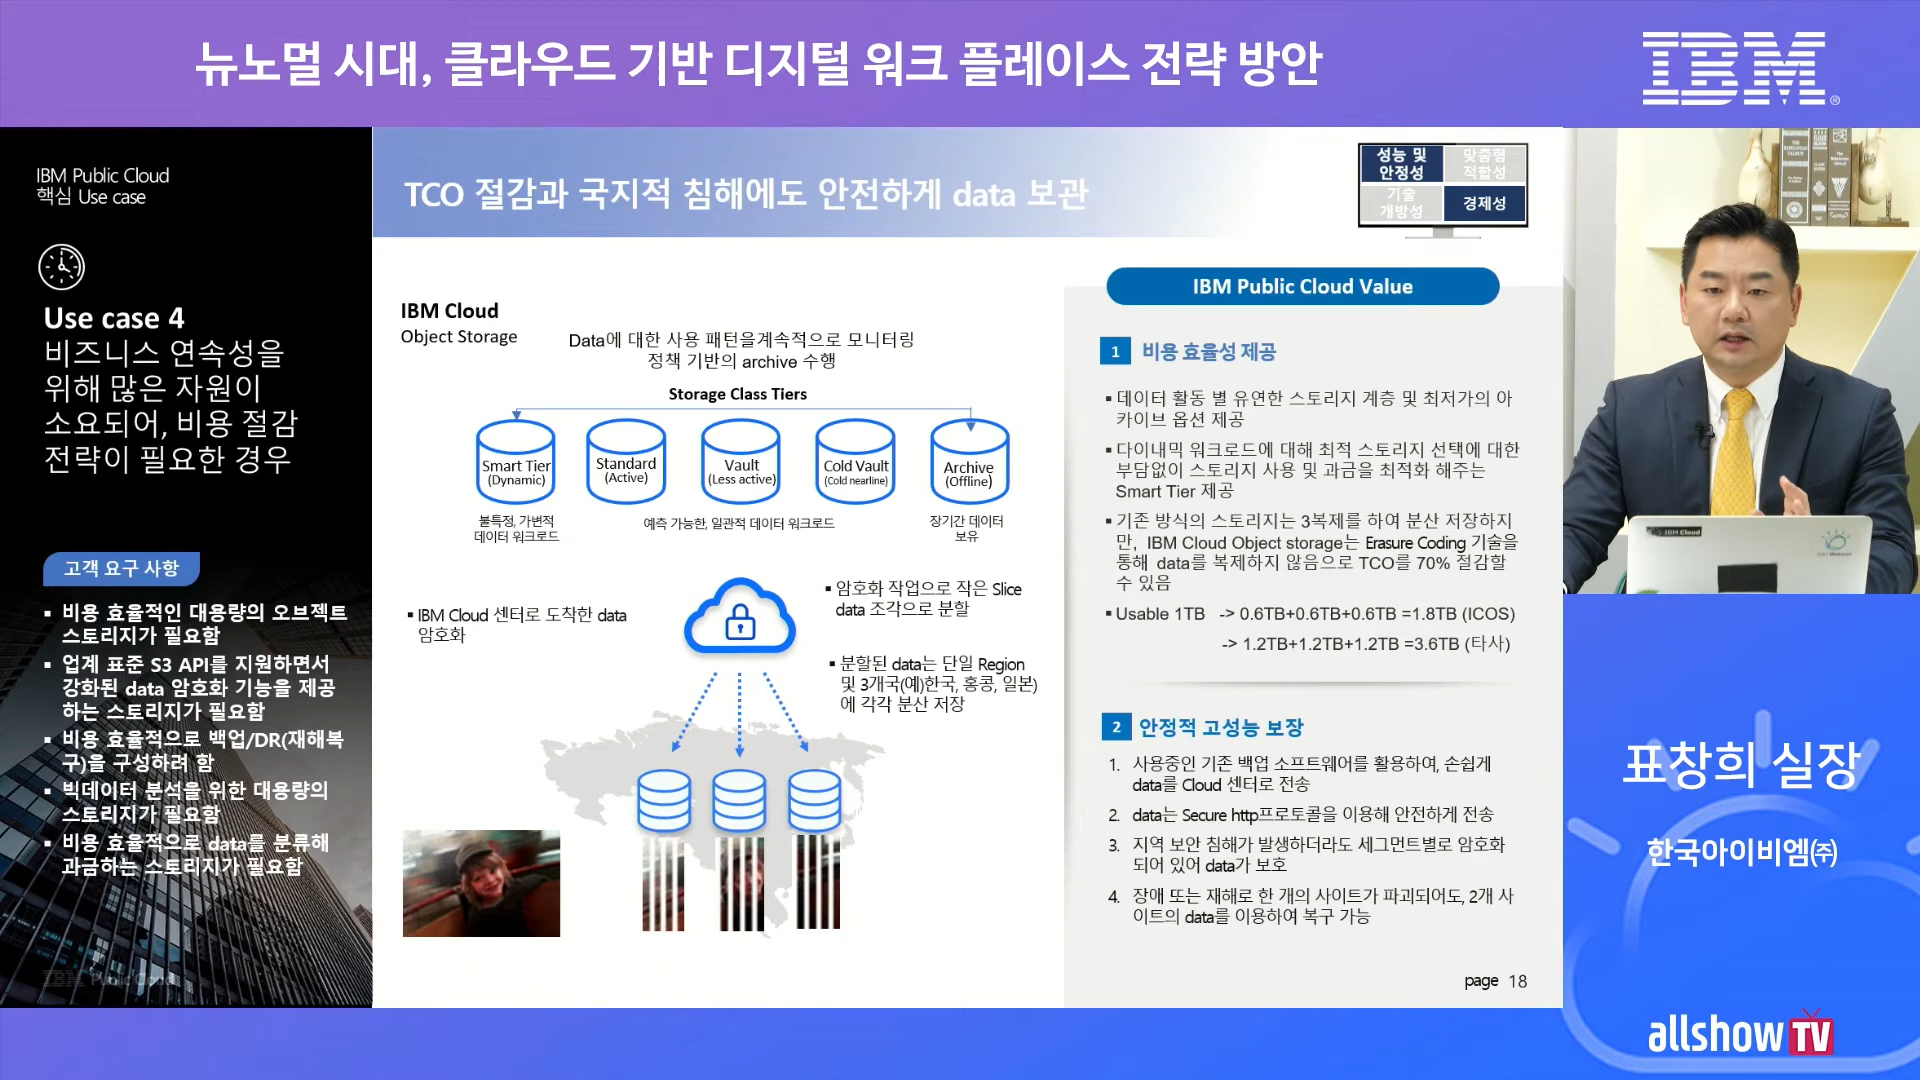 뉴노멀 시대, 클라우드 기반 디지털 워크 플레이스 전략 방안
IBM®
IBM Public Cloud
핵심 Use case
Use case 4
비즈니스 연속성을
위해 많은 자원이
소요되어, 비용 절감
전략이 필요한 경우
고객 요구 사항
▪ 비용 효율적인 대용량의 오브젝트
스토리지가 필요함
▪ 업계 표준 S3 API를 지원하면서
강화된 data 암호화 기능을 제공
하는 스토리지가 필요함
▪ 비용 효율적으로 백업/DR(재해복
구)을 구성하려 함
▪ 빅데이터 분석을 위한 대용량의
스토리지가 필요함
▪ 비용 효율적으로 data를 분류해
과금하는 스토리지가 필요함
IBM Public Cloud
TCO 절감과 국지적 침해에도 안전하게 data 보관
성능 및
안정성
맞춤형
적합성
기술
개방성
경제성
IBM Cloud
Object Storage
Data에 대한 사용 패턴을계속적으로 모니터링
정책 기반의 archive 수행
Storage Class Tiers
Smart Tier
(Dynamic)
Standard
(Active)
Vault
(Less active)
Cold Vault
(Cold nearline)
Archive
(Offline)
불특정, 가변적
데이터 워크로드
예측 가능한, 일관적 데이터 워크로드
장기간 데이터
보유
▪ IBM Cloud 센터로 도착한 data
암호화
▪ 암호화 작업으로 작은 Slice
data 조각으로 분할
▪ 분할된 data는 단일 Region
및 3개국(예)한국, 홍콩, 일본)
에 각각 분산 저장
IBM Public Cloud Value
1 비용 효율성 제공
▪ 데이터 활동 별 유연한 스토리지 계층 및 최저가의 아
카이브 옵션 제공
▪ 다이내믹 워크로드에 대해 최적 스토리지 선택에 대한
부담없이 스토리지 사용 및 과금을 최적화 해주는
Smart Tier 제공
▪ 기존 방식의 스토리지는 3복제를 하여 분산 저장하지
만, IBM Cloud Object storage는 Erasure Coding 기술을
통해 data를 복제하지 않음으로 TCO를 70% 절감할
수 있음
▪ Usable 1TB -> 0.6TB+0.6TB+0.6TB =1.8TB (ICOS)
-> 1.2TB+1.2TB+1.2TB =3.6TB (타사)
2 안정적 고성능 보장
1. 사용중인 기존 백업 소프트웨어를 활용하여, 손쉽게
data를 Cloud 센터로 전송
2. data는 Secure http프로토콜을 이용해 안전하게 전송
3. 지역 보안 침해가 발생하더라도 세그먼트별로 암호화
되어 있어 data가 보호
4. 장애 또는 재해로 한 개의 사이트가 파괴되어도, 2개 사
이트의 data를 이용하여 복구 가능
page 18
IBM Cloud
표창희 실장
한국아이비엠㈜
allshowTV